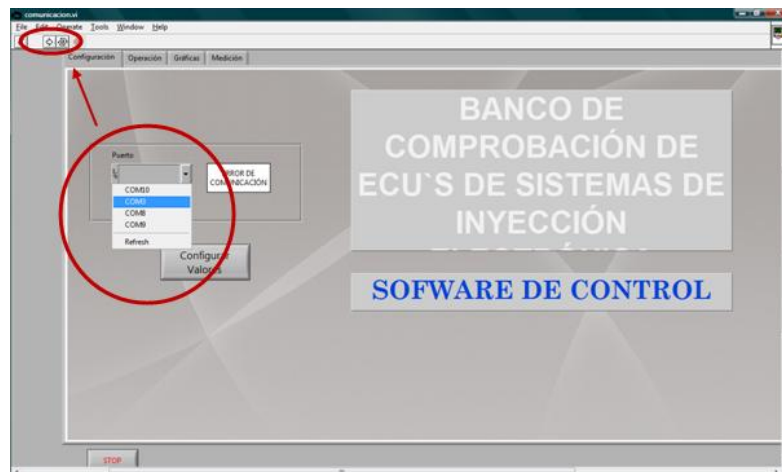 comunicacion.vi
File Edit Operate Tools Window Help
Configuración Operación Gráficas Medición
Puerto
ERROR DE
COMUNICACIÓN
COM10
COM3
COM8
COM9
Refresh
Configurar
Valores
BANCO DE
COMPROBACIÓN DE
ECU`S DE SISTEMAS DE
INYECCIÓN
SOFWARE DE CONTROL
STOP